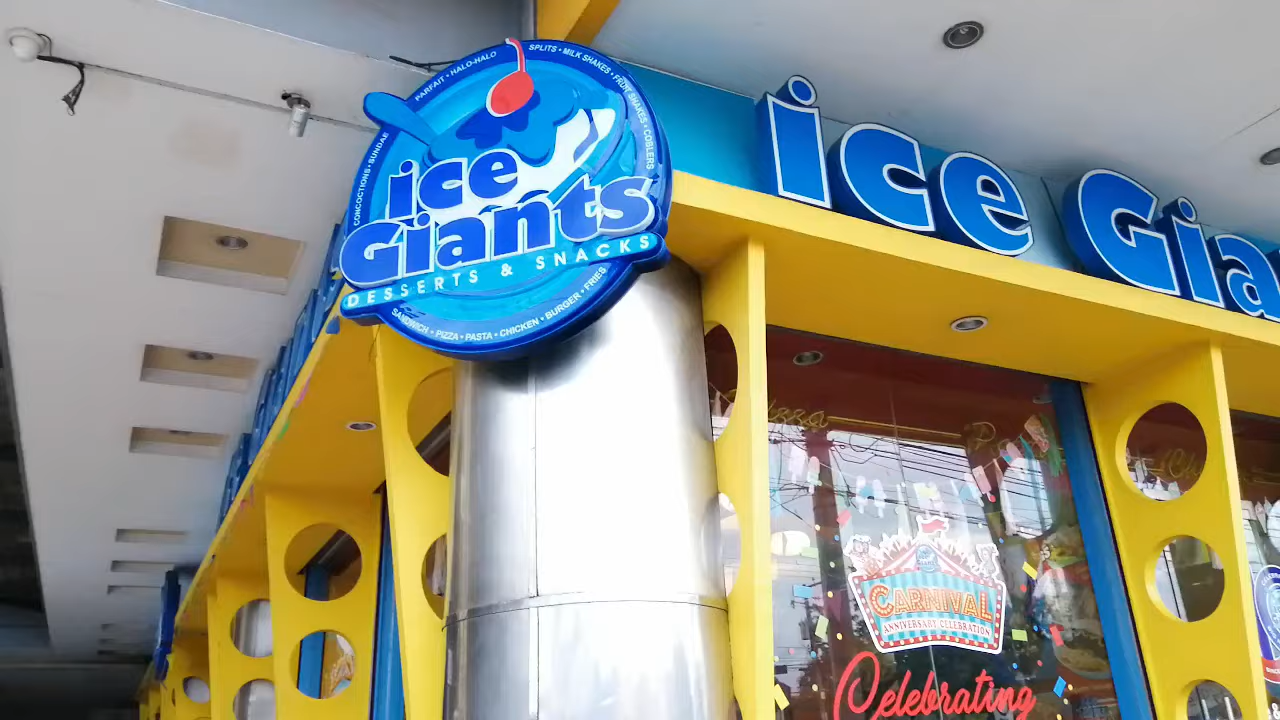 CONCOCTIONS • SUNDAE • PARFAIT • HALO-HALO SPLITS • MILK SHAKES • FRUIT SHAKES • COBLERS
ice
Giants
DESSERTS & SNACKS
SANDWICH • PIZZA • PASTA • CHICKEN • BURGER • FRIES
ice Gia
Pizza
CARNIVAL
ANNIVERSARY CELEBRATION
Celebrating